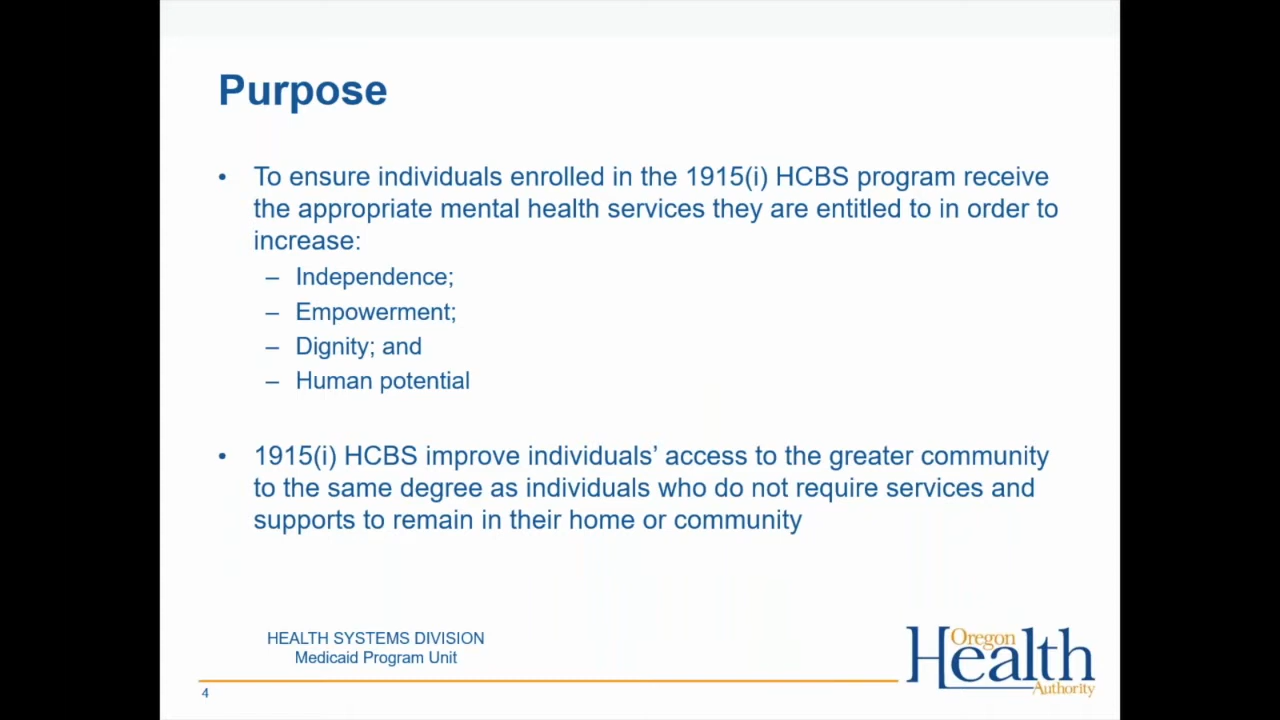 Purpose
• To ensure individuals enrolled in the 1915(i) HCBS program receive
the appropriate mental health services they are entitled to in order to
increase:
– Independence;
– Empowerment;
– Dignity; and
– Human potential
• 1915(i) HCBS improve individuals’ access to the greater community
to the same degree as individuals who do not require services and
supports to remain in their home or community
HEALTH SYSTEMS DIVISION
Medicaid Program Unit
4
Oregon
Health
Authority